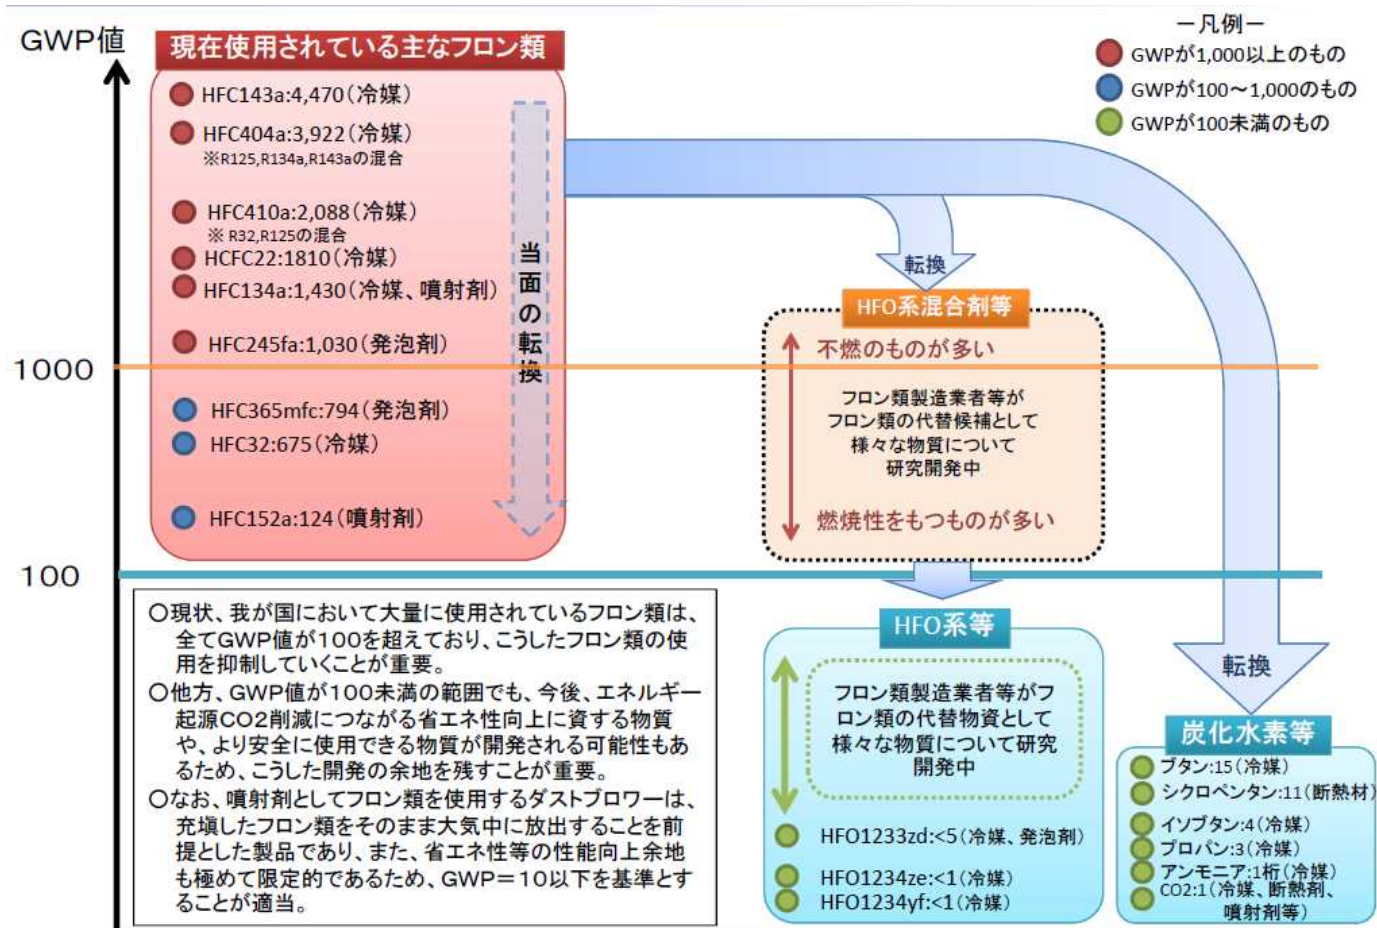 GWP値
現在使用されている主なフロン類
HFC143a:4,470(冷媒)
HFC404a:3,922(冷媒)
※R125,R134a,R143aの混合
HFC410a:2,088(冷媒)
※ R32,R125の混合
HCFC22:1810(冷媒)
HFC134a:1,430(冷媒、噴射剤)
HFC245fa:1,030(発泡剤)
HFC365mfc:794(発泡剤)
HFC32:675(冷媒)
HFC152a:124(噴射剤)
当面の転換
1000
100
-凡例-
GWPが1,000以上のもの
GWPが100~1,000のもの
GWPが100未満のもの
転換
HFO系混合剤等
不燃のものが多い
フロン類製造業者等が
フロン類の代替候補として
様々な物質について
研究開発中
燃焼性をもつものが多い
HFO系等
フロン類製造業者等がフ
ロン類の代替物資として
様々な物質について研究
開発中
HFO1233zd:<5(冷媒、発泡剤)
HFO1234ze:<1(冷媒)
HFO1234yf:<1(冷媒)
転換
炭化水素等
ブタン:15(冷媒)
シクロペンタン:11(断熱材)
イソブタン:4(冷媒)
プロパン:3(冷媒)
アンモニア:1桁(冷媒)
CO2:1(冷媒、断熱剤、
噴射剤等)
○現状、我が国において大量に使用されているフロン類は、
全てGWP値が100を超えており、こうしたフロン類の使
用を抑制していくことが重要。
○他方、GWP値が100未満の範囲でも、今後、エネルギー
起源CO2削減につながる省エネ性向上に資する物質
や、より安全に使用できる物質が開発される可能性もあ
るため、こうした開発の余地を残すことが重要。
○なお、噴射剤としてフロン類を使用するダストブロワーは、
充塡したフロン類をそのまま大気中に放出することを前
提とした製品であり、また、省エネ性等の性能向上余地
も極めて限定的であるため、GWP=10以下を基準とす
ることが適当。